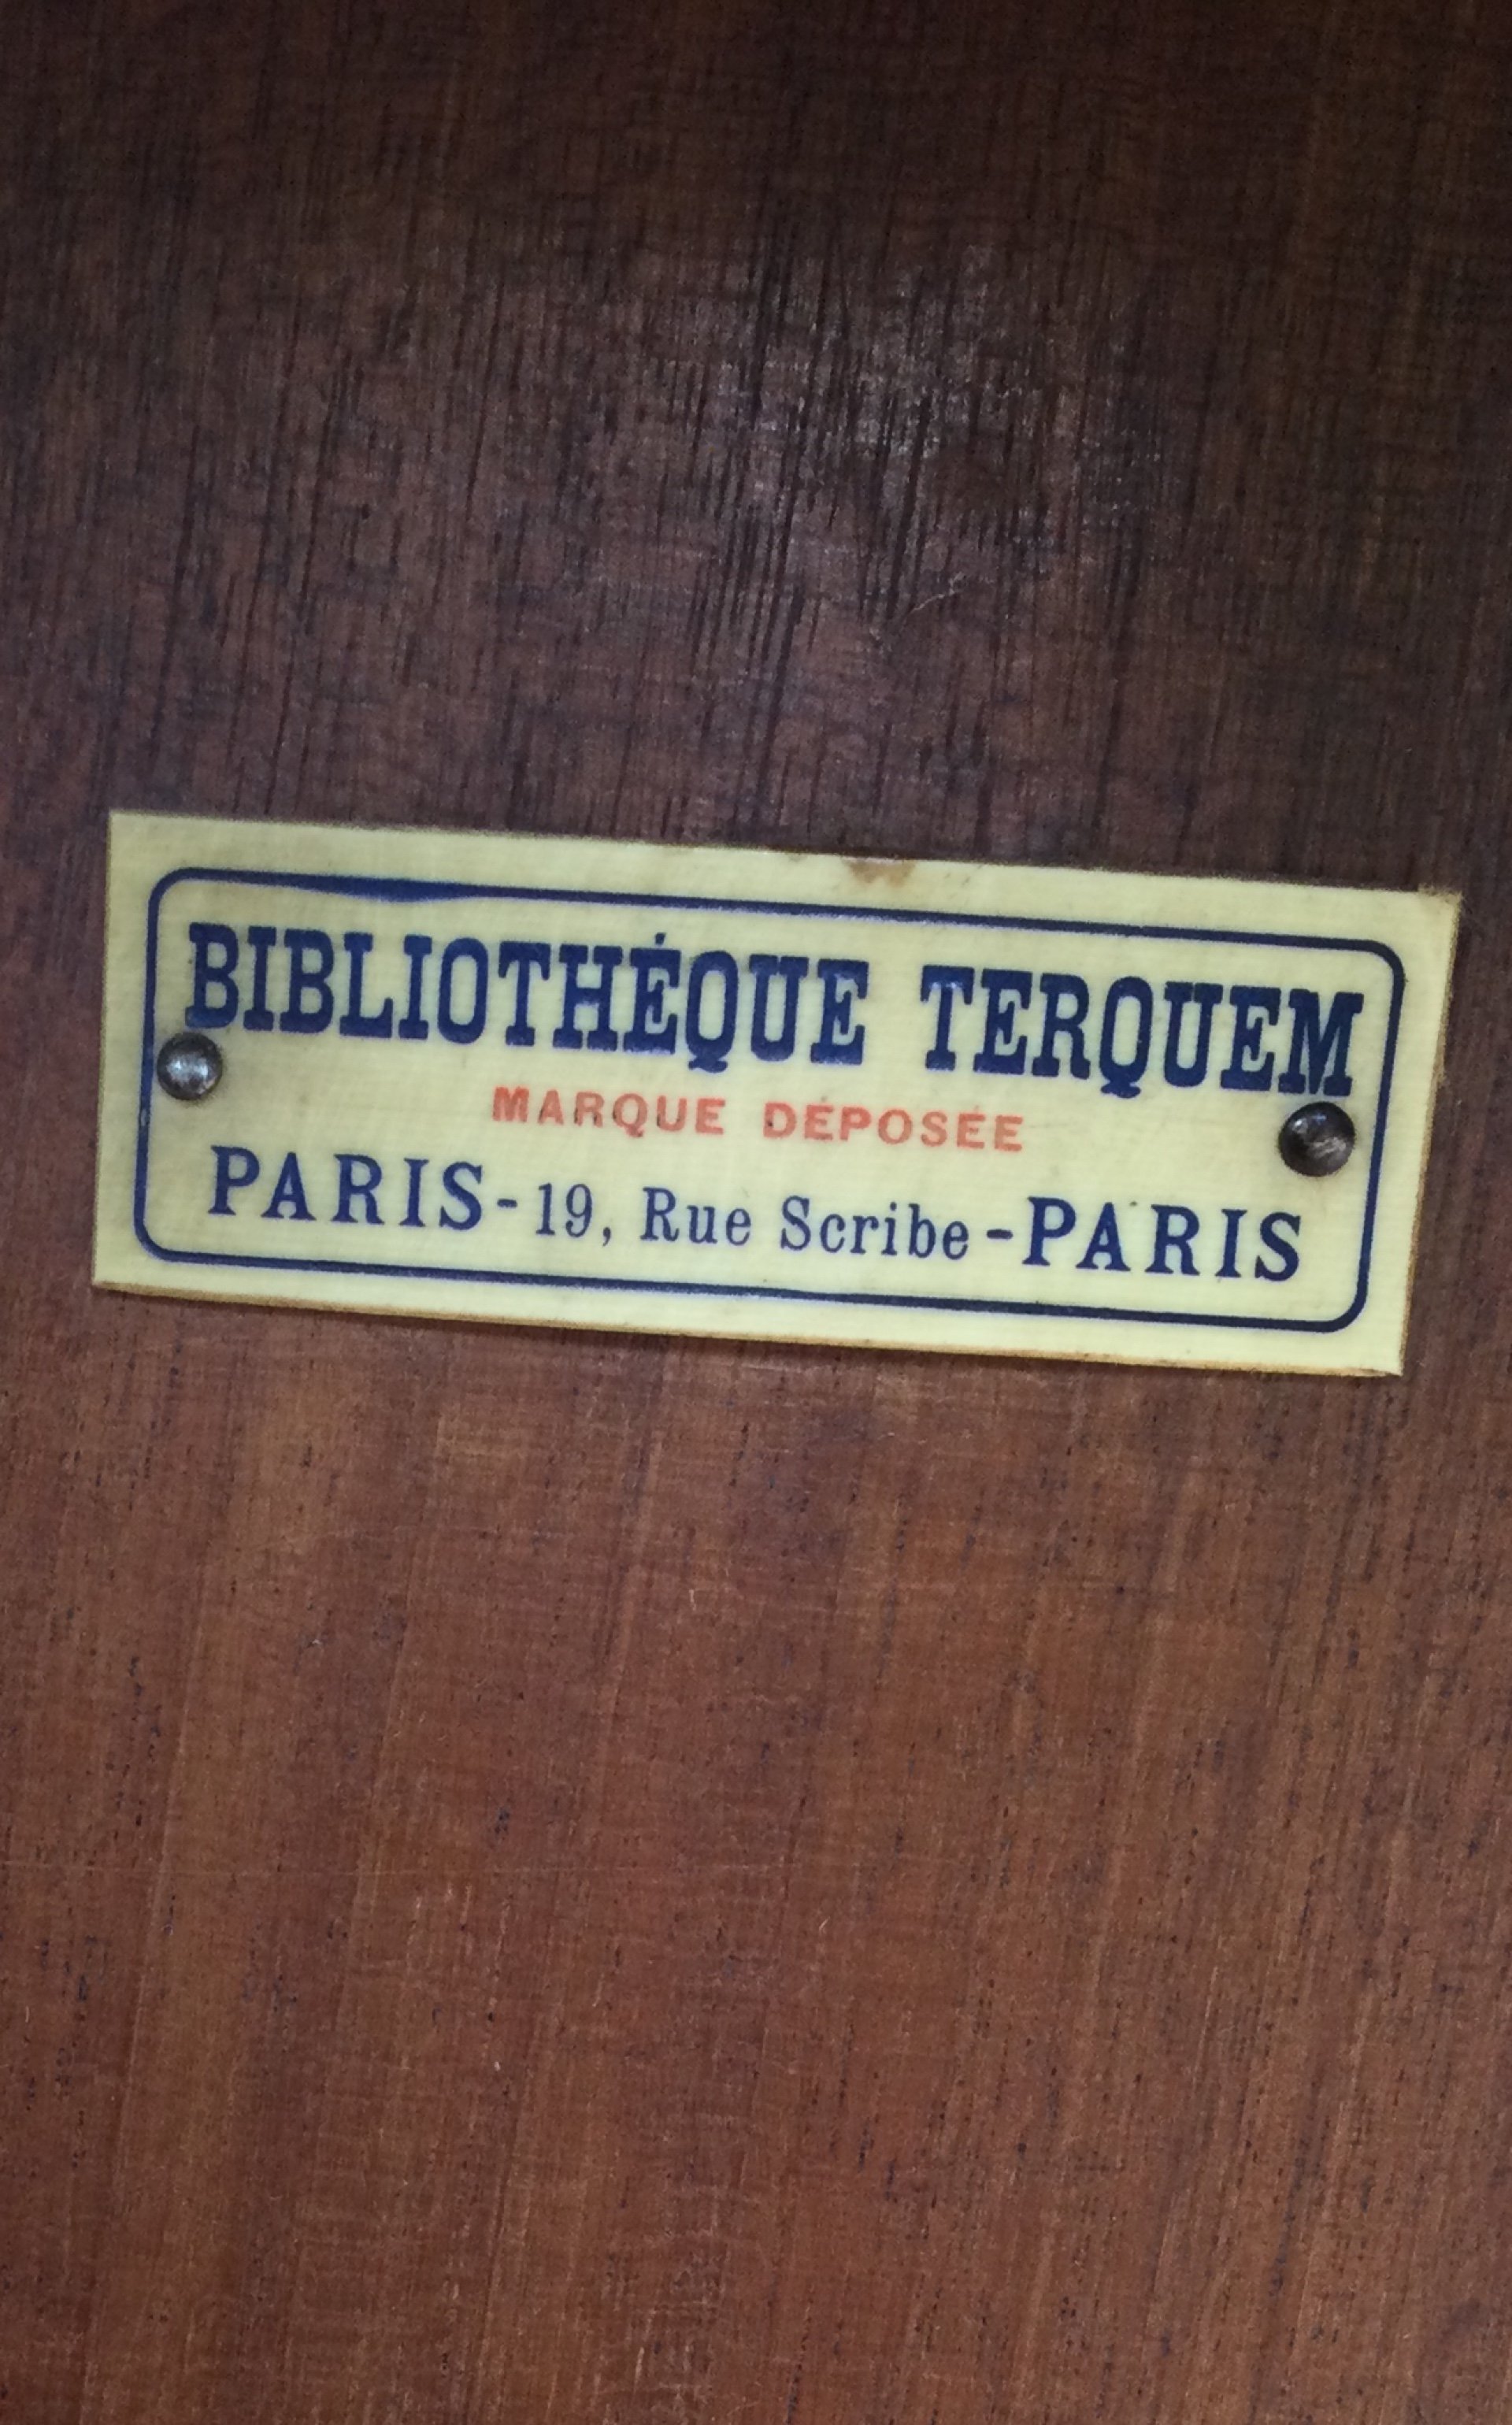 BIBLIOTHÉQUE TERQUEM
MARQUE DÉPOSÉE
PARIS-19, Rue Scribe-PARIS